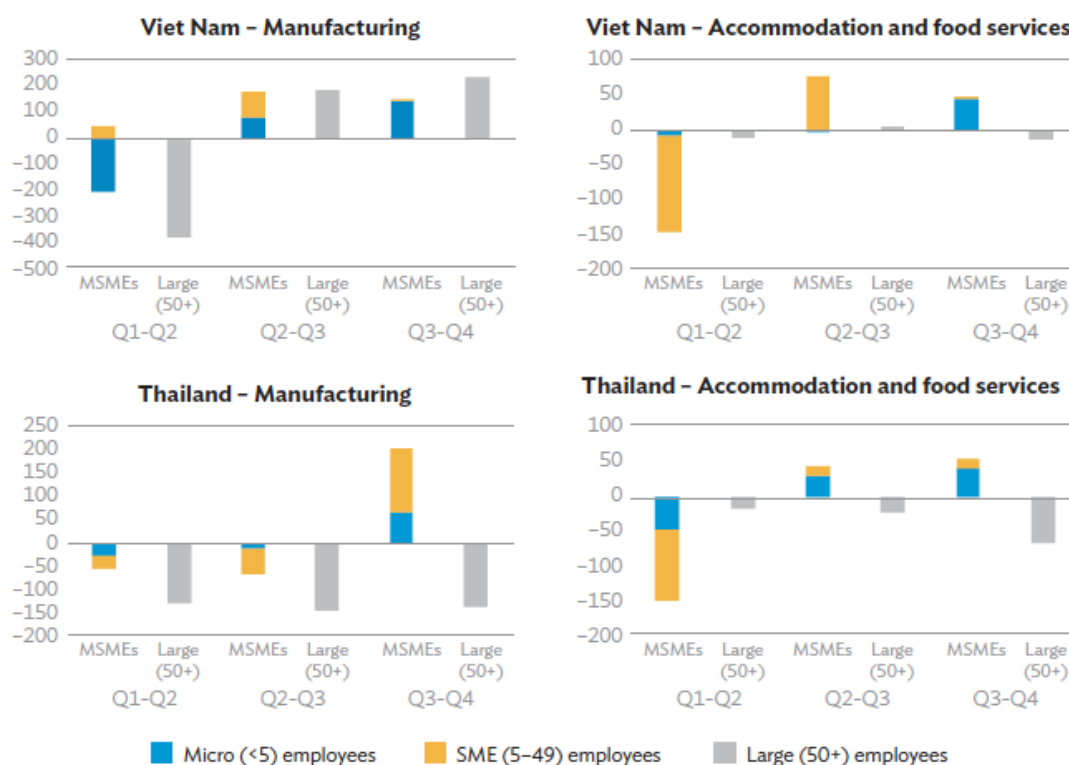 Viet Nam – Manufacturing
300
200
100
0
–100
–200
–300
–400
–500
MSMEs Large (50+) MSMEs Large (50+) MSMEs Large (50+)
Q1–Q2 Q2–Q3 Q3–Q4
Viet Nam – Accommodation and food services
100
50
0
–50
–100
–150
–200
MSMEs Large (50+) MSMEs Large (50+) MSMEs Large (50+)
Q1–Q2 Q2–Q3 Q3–Q4
Thailand – Manufacturing
250
200
150
100
50
0
–50
–100
–150
–200
MSMEs Large (50+) MSMEs Large (50+) MSMEs Large (50+)
Q1–Q2 Q2–Q3 Q3–Q4
Thailand – Accommodation and food services
100
50
0
–50
–100
–150
–200
MSMEs Large (50+) MSMEs Large (50+) MSMEs Large (50+)
Q1–Q2 Q2–Q3 Q3–Q4
Micro (<5) employees SME (5–49) employees Large (50+) employees